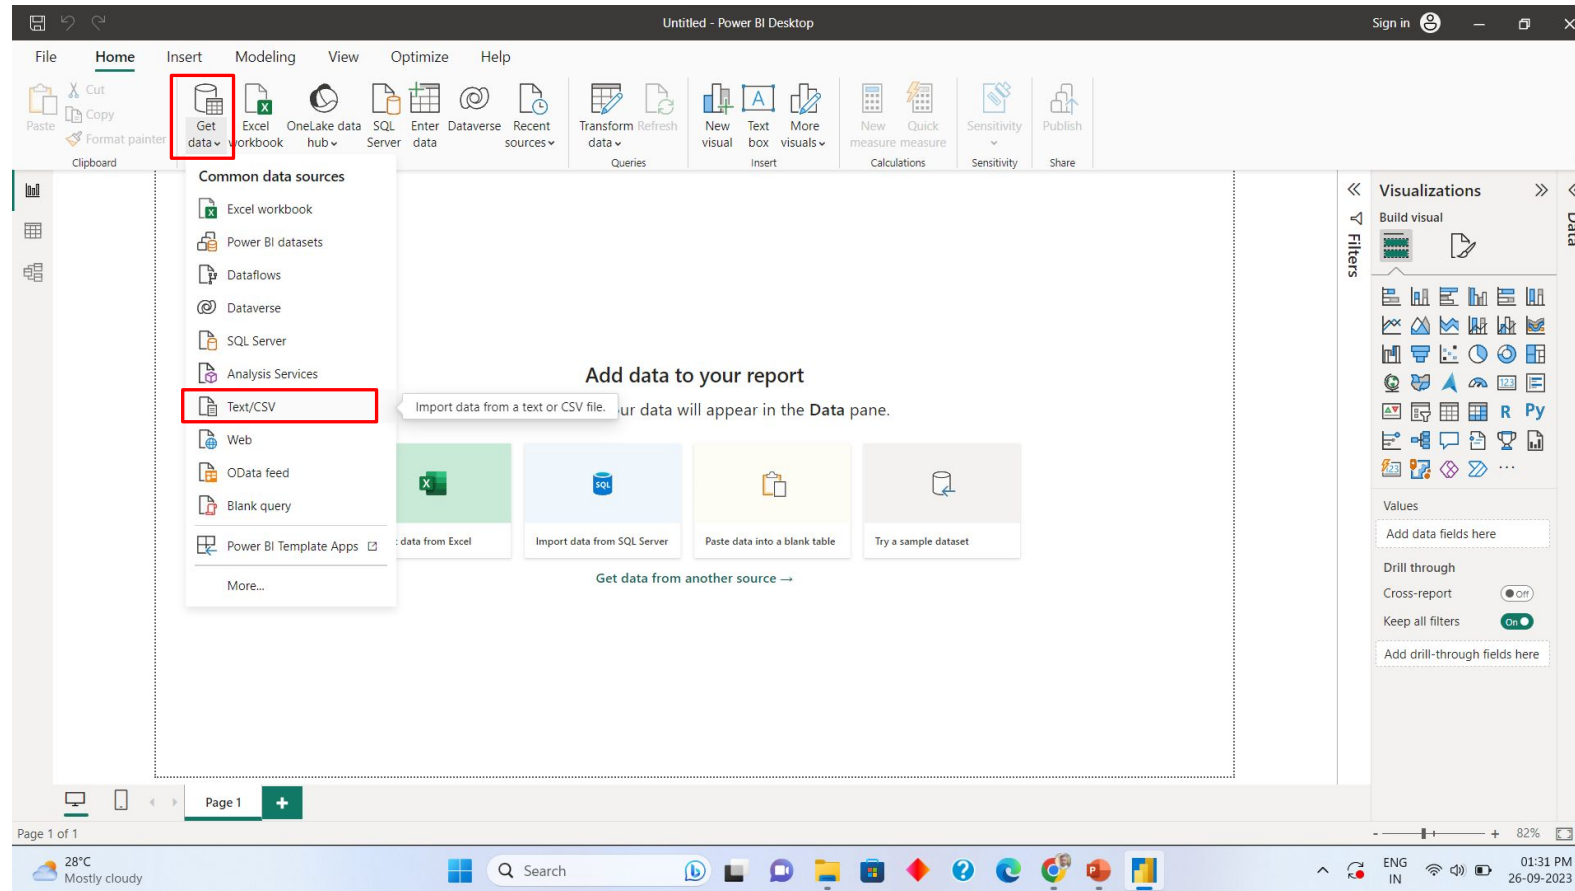 Untitled - Power BI Desktop
Sign in
File Home Insert Modeling View Optimize Help
Paste
Cut
Copy
Format painter
Clipboard
Get data
Excel workbook
OneLake data hub
SQL Server
Enter data
Dataverse
Recent sources
Transform data
Refresh
Queries
New visual
Text box
More visuals
Insert
New measure
Quick measure
Calculations
Sensitivity
Sensitivity
Publish
Share
Common data sources
Excel workbook
Power BI datasets
Dataflows
Dataverse
SQL Server
Analysis Services
Text/CSV
Web
OData feed
Blank query
Power BI Template Apps
More...
Import data from a text or CSV file.
Add data to your report
ur data will appear in the Data pane.
data from Excel
SQL
Import data from SQL Server
Paste data into a blank table
Try a sample dataset
Get data from another source →
Filters
Visualizations
Build visual
Data
123
R Py
123
Values
Add data fields here
Drill through
Cross-report
Off
Keep all filters
On
Add drill-through fields here
Page 1
Page 1 of 1
- + 82%
28°C
Mostly cloudy
Search
ENG
IN
01:31 PM
26-09-2023